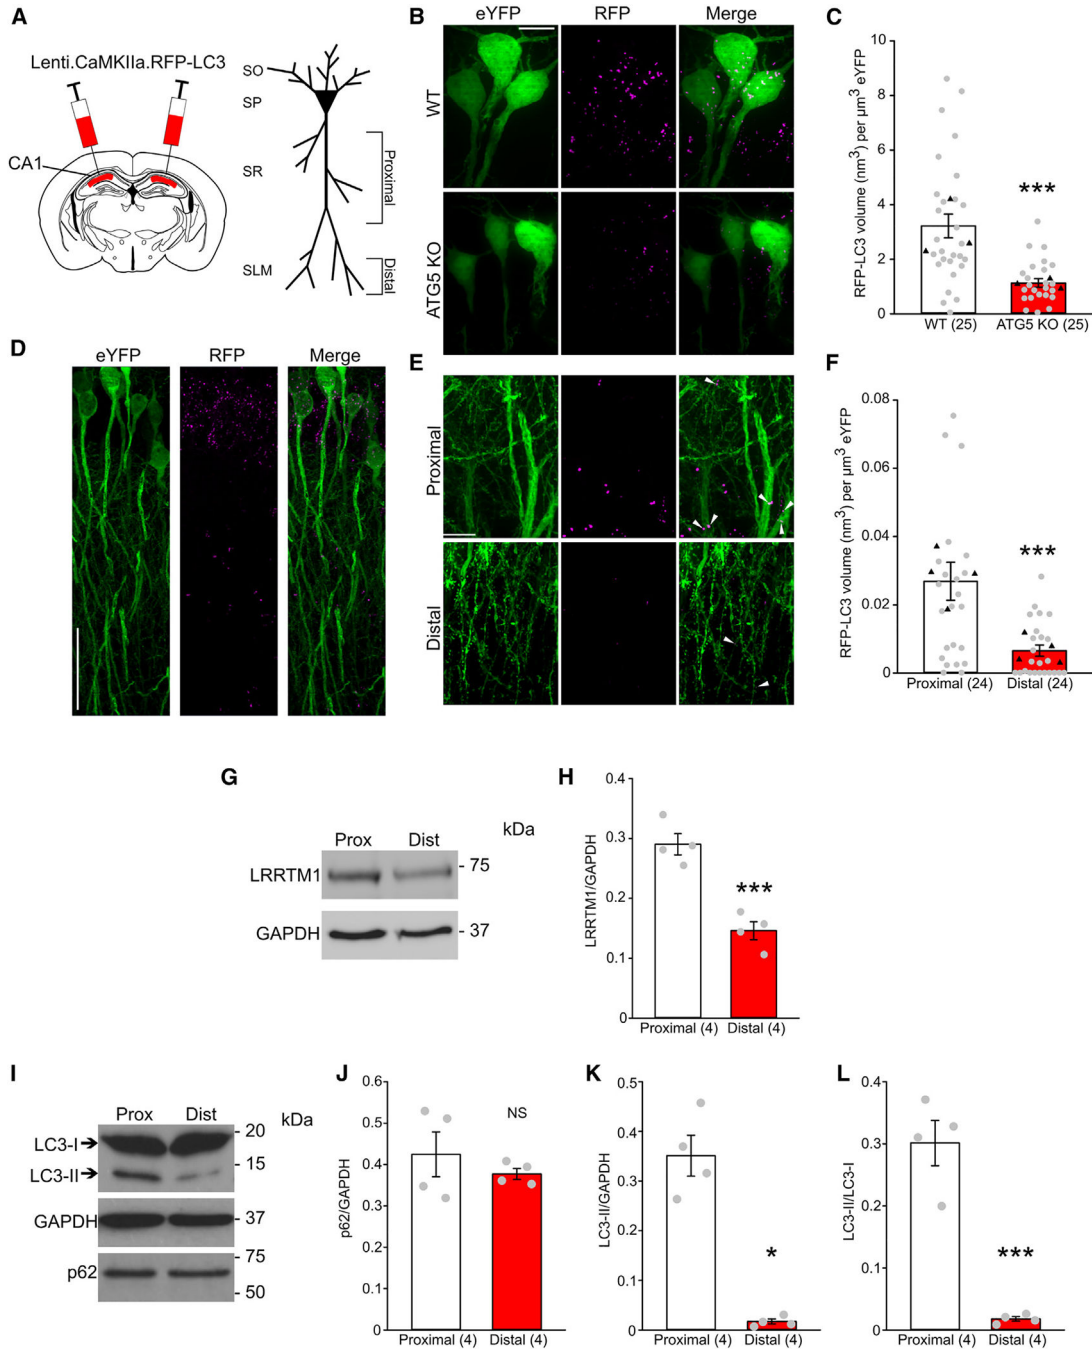 A
Lenti.CaMKIIa.RFP-LC3
CA1
SO
SP
SR
SLM
Proximal
Distal
B
eYFP
RFP
Merge
WT
ATG5 KO
C
RFP-LC3 volume (nm³) per µm³ eYFP
10
8
6
4
2
0
***
WT (25)
ATG5 KO (25)
D
eYFP
RFP
Merge
E
Proximal
Distal
F
RFP-LC3 volume (nm³) per µm³ eYFP
0.08
0.06
0.04
0.02
0
***
Proximal (24)
Distal (24)
G
Prox
Dist
kDa
LRRTM1
- 75
GAPDH
- 37
H
LRRTM1/GAPDH
0.4
0.3
0.2
0.1
0
***
Proximal (4)
Distal (4)
I
Prox
Dist
kDa
LC3-I
LC3-II
- 20
- 15
GAPDH
- 37
p62
- 75
- 50
J
p62/GAPDH
0.6
0.5
0.4
0.3
0.2
0.1
0
NS
Proximal (4)
Distal (4)
K
LC3-II/GAPDH
0.5
0.4
0.3
0.2
0.1
0
*
Proximal (4)
Distal (4)
L
LC3-II/LC3-I
0.4
0.3
0.2
0.1
0
***
Proximal (4)
Distal (4)